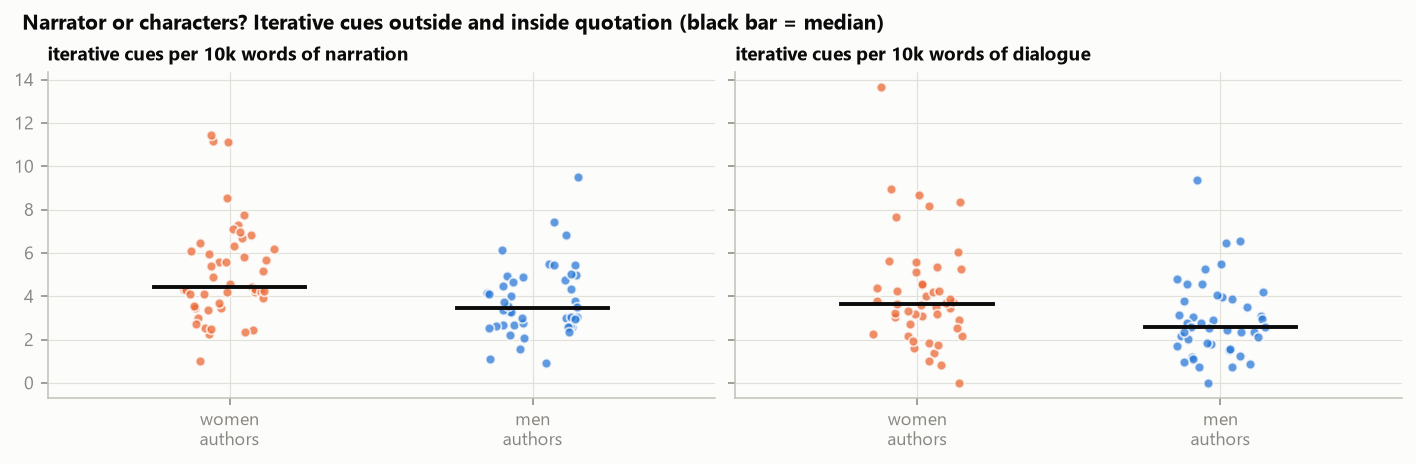 Narrator or characters? Iterative cues outside and inside quotation (black bar = median)
iterative cues per 10k words of narration
14
12
10
8
6
4
2
0
women
authors
men
authors
iterative cues per 10k words of dialogue
women
authors
men
authors